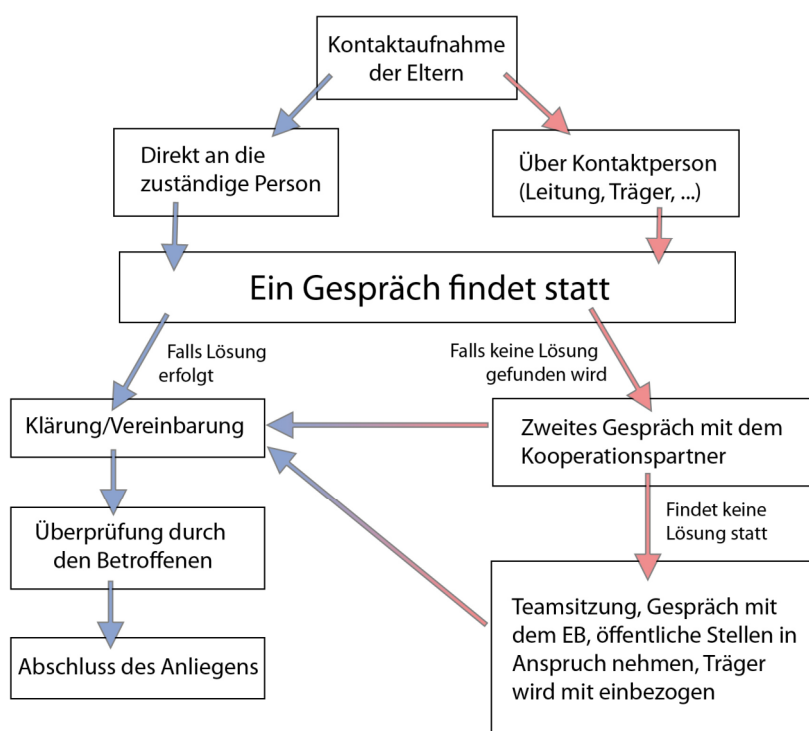 Kontaktaufnahme
der Eltern
Direkt an die
zuständige Person
Über Kontaktperson
(Leitung, Träger, ...)
Ein Gespräch findet statt
Falls Lösung
erfolgt
Falls keine Lösung
gefunden wird
Klärung/Vereinbarung
Zweites Gespräch mit dem
Kooperationspartner
Findet keine
Lösung statt
Überprüfung durch
den Betroffenen
Teamsitzung, Gespräch mit
dem EB, öffentliche Stellen in
Anspruch nehmen, Träger
wird mit einbezogen
Abschluss des Anliegens